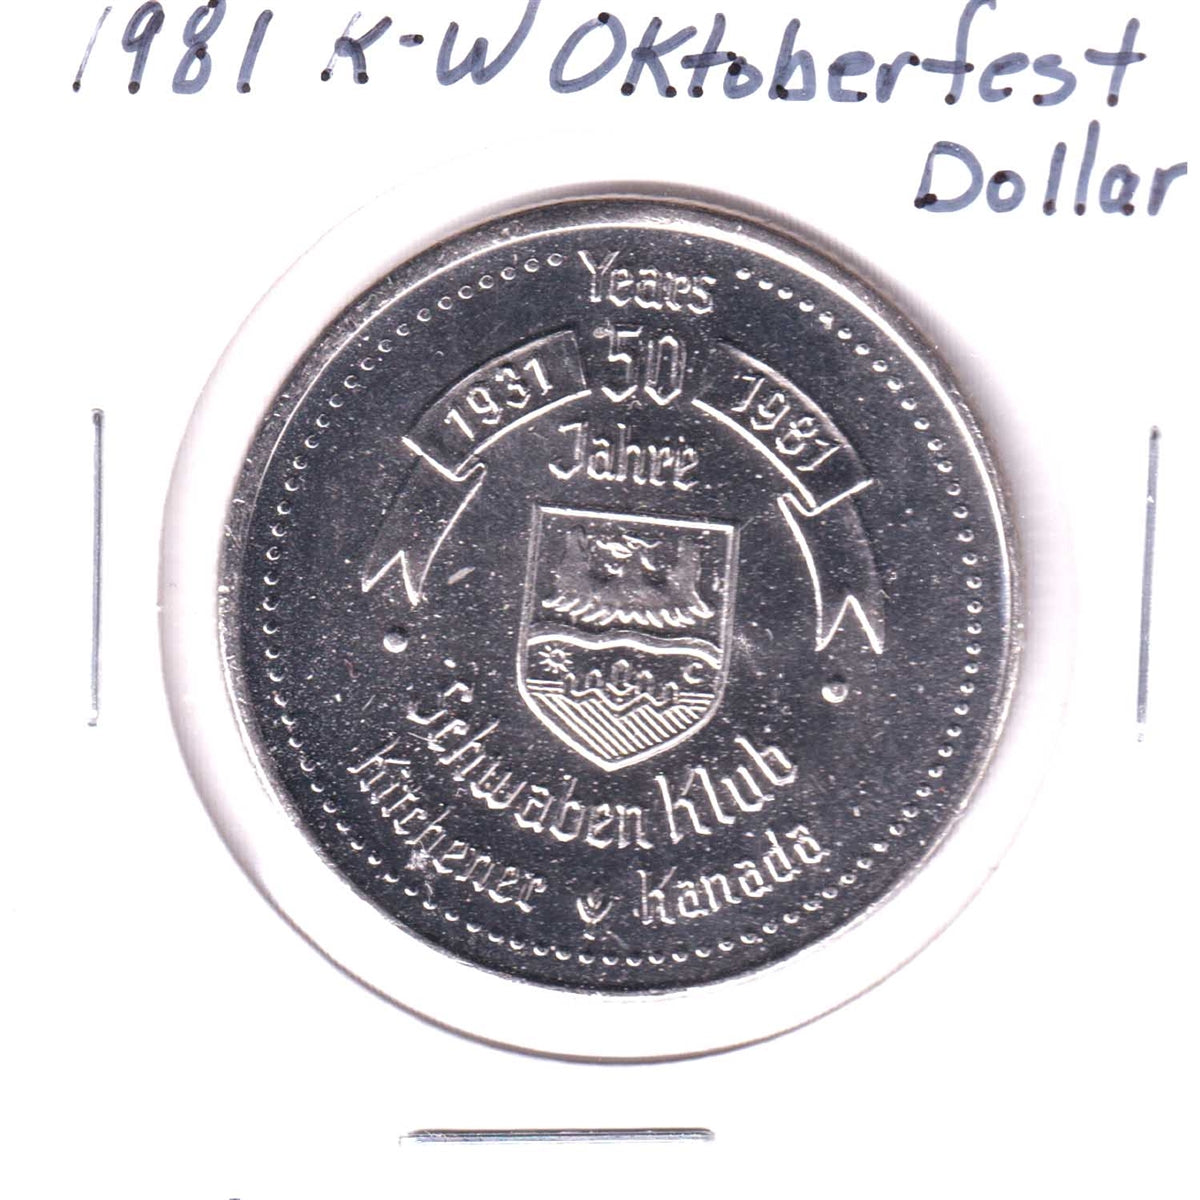 1981 K-W Oktoberfest
Dollar
Years
1931 50 1981
Jahre
Schwaben Klub
Kitchener Kanada